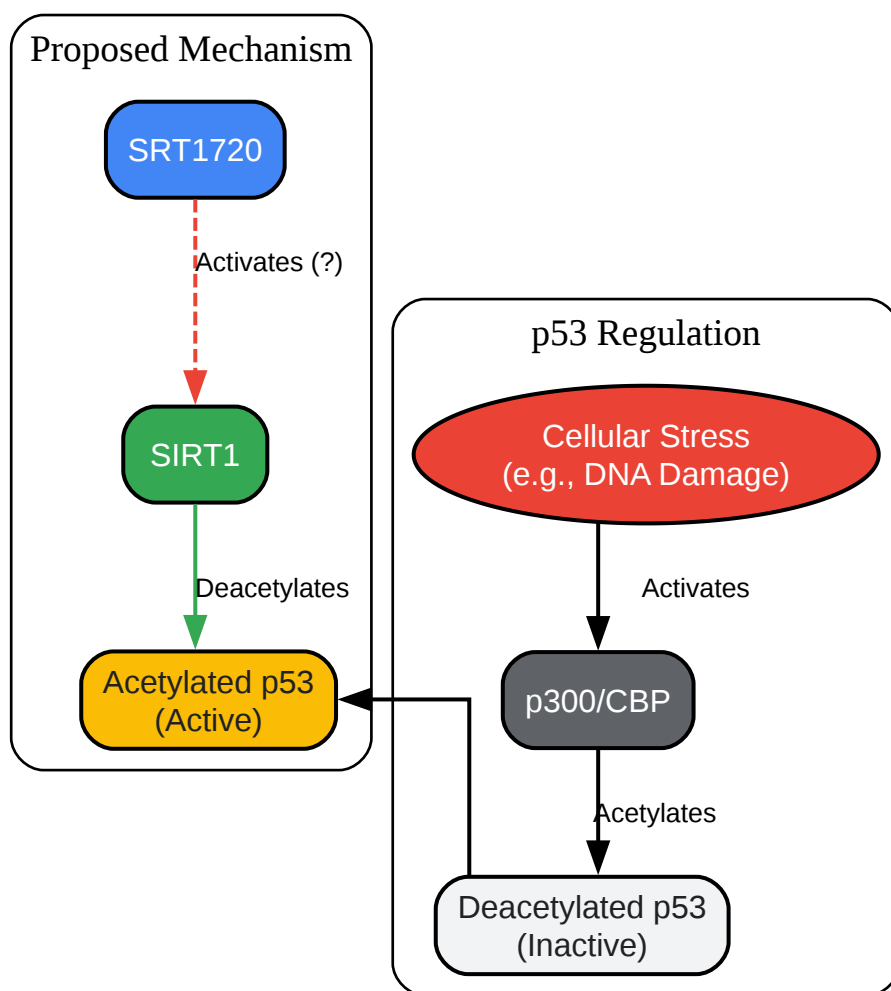 Proposed Mechanism
SRT1720
Activates (?)
SIRT1
Deacetylates
Acetylated p53
(Active)
p53 Regulation
Cellular Stress
(e.g., DNA Damage)
Activates
p300/CBP
Acetylates
Deacetylated p53
(Inactive)